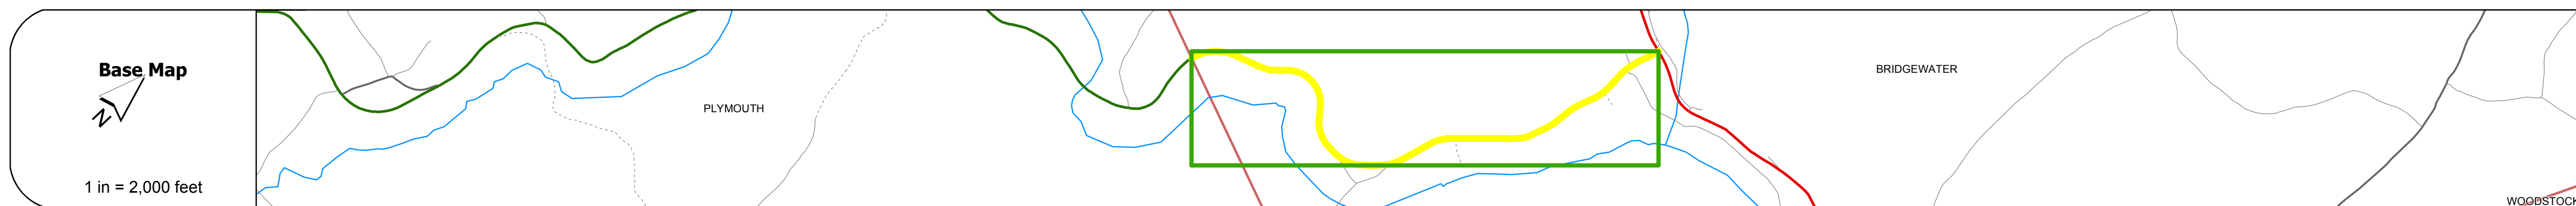 Base Map
N
1 in = 2,000 feet
PLYMOUTH
BRIDGEWATER
WOODSTOCK